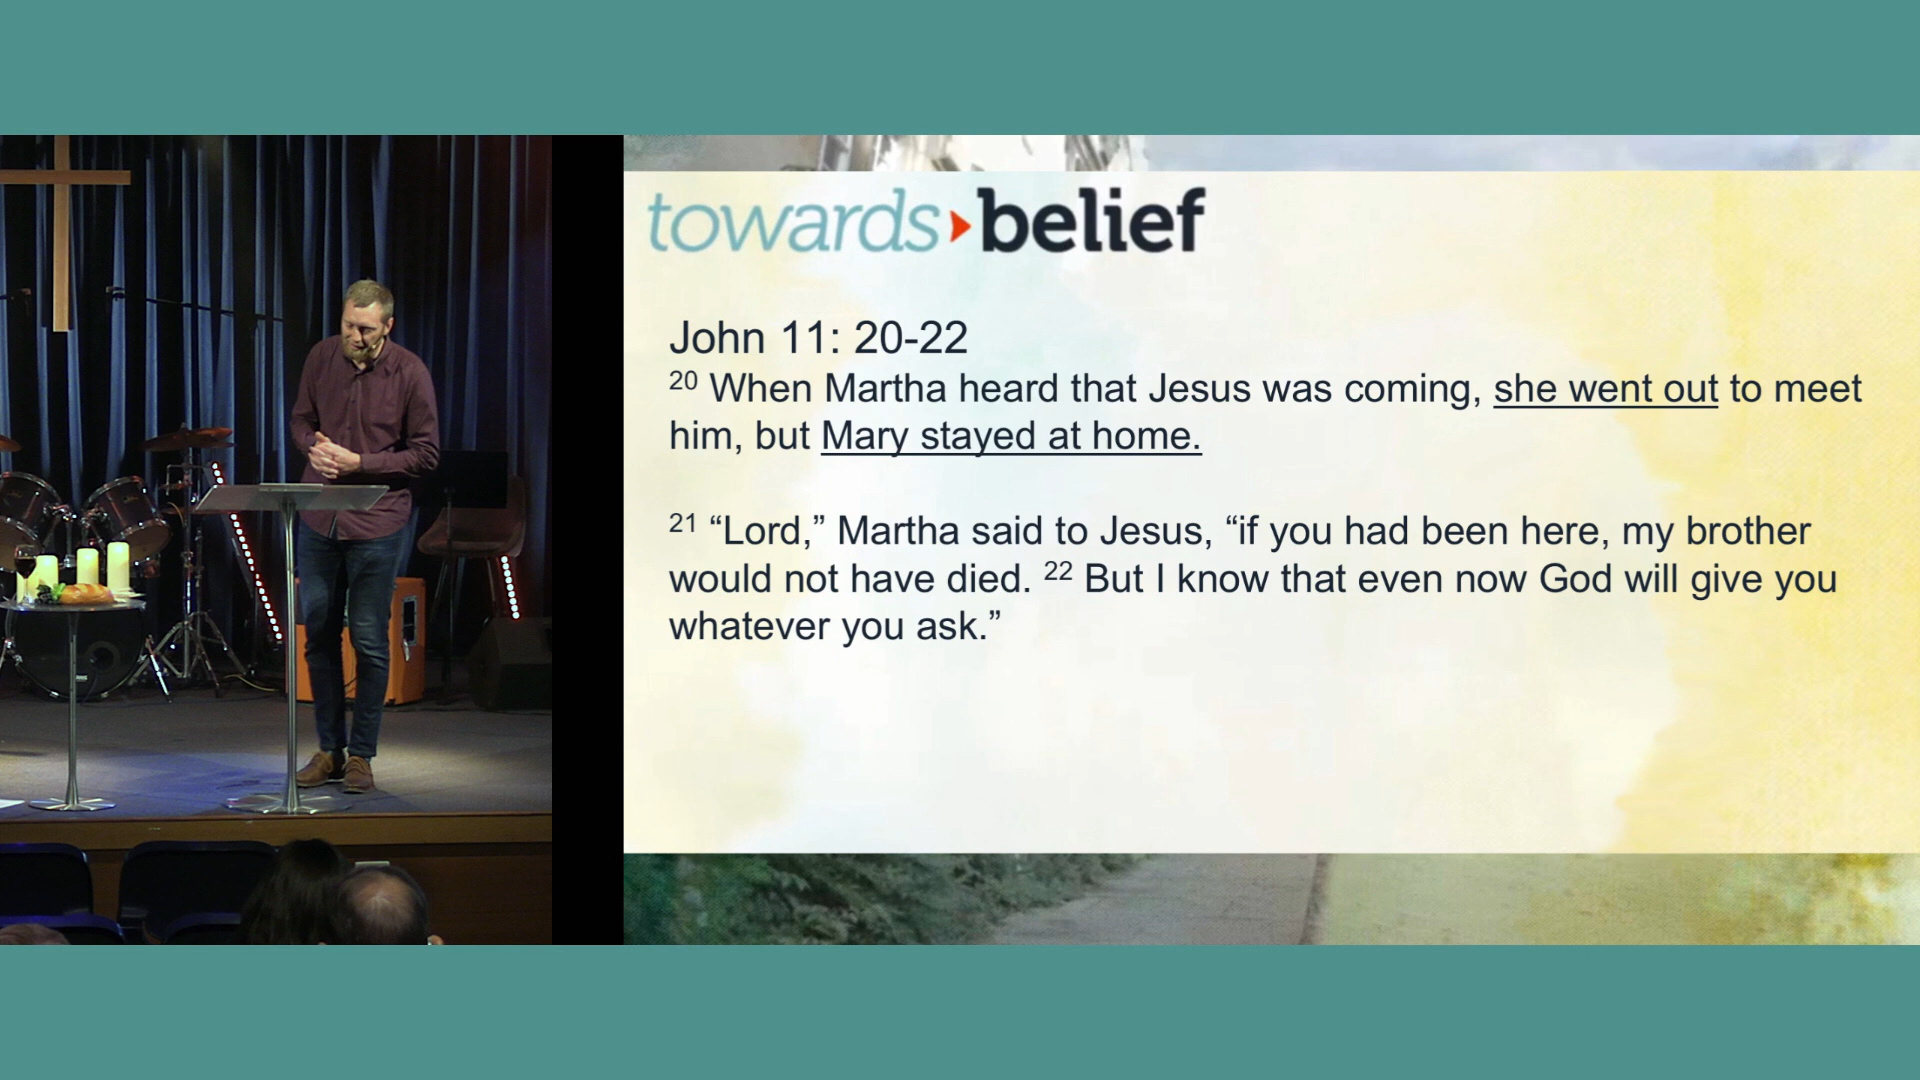 towards belief
John 11: 20-22
20 When Martha heard that Jesus was coming, she went out to meet
him, but Mary stayed at home.
21 “Lord,” Martha said to Jesus, “if you had been here, my brother
would not have died. 22 But I know that even now God will give you
whatever you ask.”